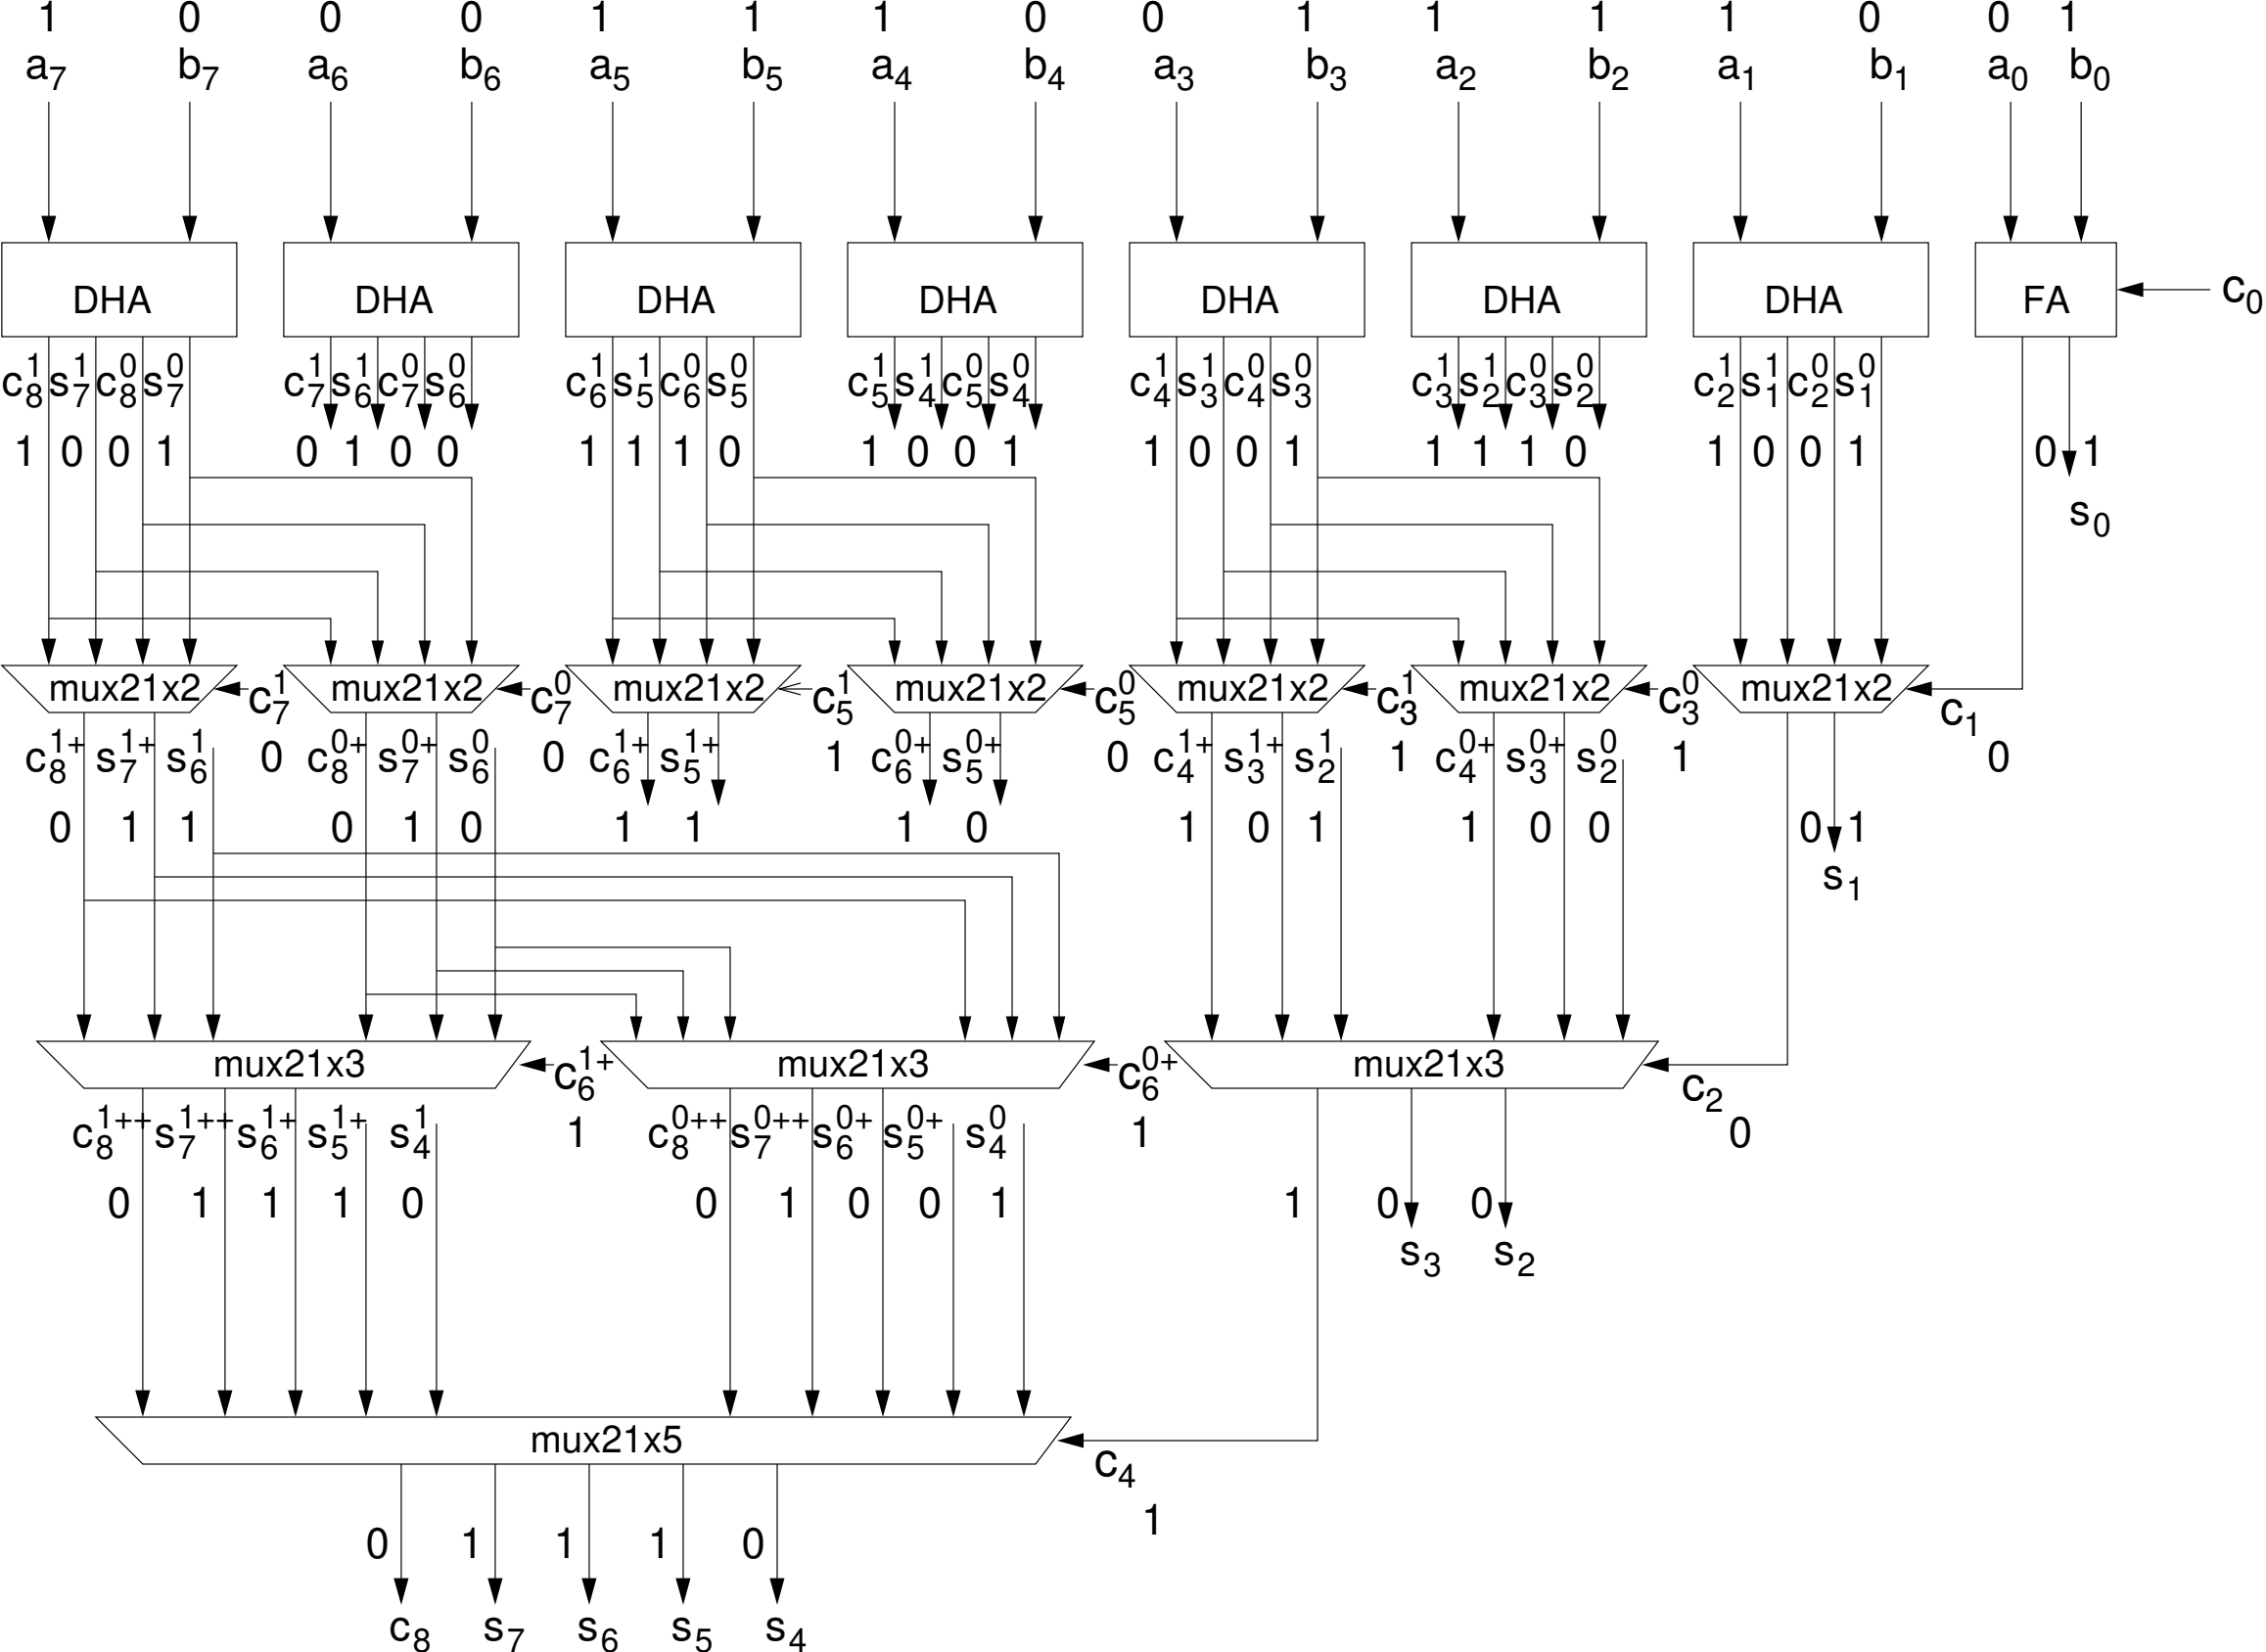 1 0 0 0 1 1 1 0 0 1 1 1 1 0 0 1
a7 b7 a6 b6 a5 b5 a4 b4 a3 b3 a2 b2 a1 b1 a0 b0
DHA DHA DHA DHA DHA DHA DHA FA c0
c8^1 s7^1 c8^0 s7^0 c7^1 s6^1 c7^0 s6^0 c6^1 s5^1 c6^0 s5^0 c5^1 s4^1 c5^0 s4^0 c4^1 s3^1 c4^0 s3^0 c3^1 s2^1 c3^0 s2^0 c2^1 s1^1 c2^0 s1^0
1 0 0 1 0 1 0 0 1 1 1 0 1 0 0 1 1 0 0 1 1 1 1 0 1 0 0 1 0 1
s0
mux21x2 c7^1 mux21x2 c7^0 mux21x2 c5^1 mux21x2 c5^0 mux21x2 c3^1 mux21x2 c3^0 mux21x2 c1
c8^1+ s7^1+ s6^1 0 c8^0+ s7^0+ s6^0 0 c6^1+ s5^1+ 1 c6^0+ s5^0+ 0 c4^1+ s3^1+ s2^1 1 c4^0+ s3^0+ s2^0 1 0
0 1 1 0 1 0 1 1 1 0 1 0 1 1 0 0 0 1
s1
mux21x3 c6^1+ mux21x3 c6^0+ mux21x3 c2
c8^1++ s7^1++ s6^1+ s5^1+ s4^1 1 c8^0++ s7^0++ s6^0+ s5^0+ s4^0 1 0
0 1 1 1 0 0 1 0 0 1 1 0 0
s3 s2
mux21x5 c4
1
0 1 1 1 0
c8 s7 s6 s5 s4